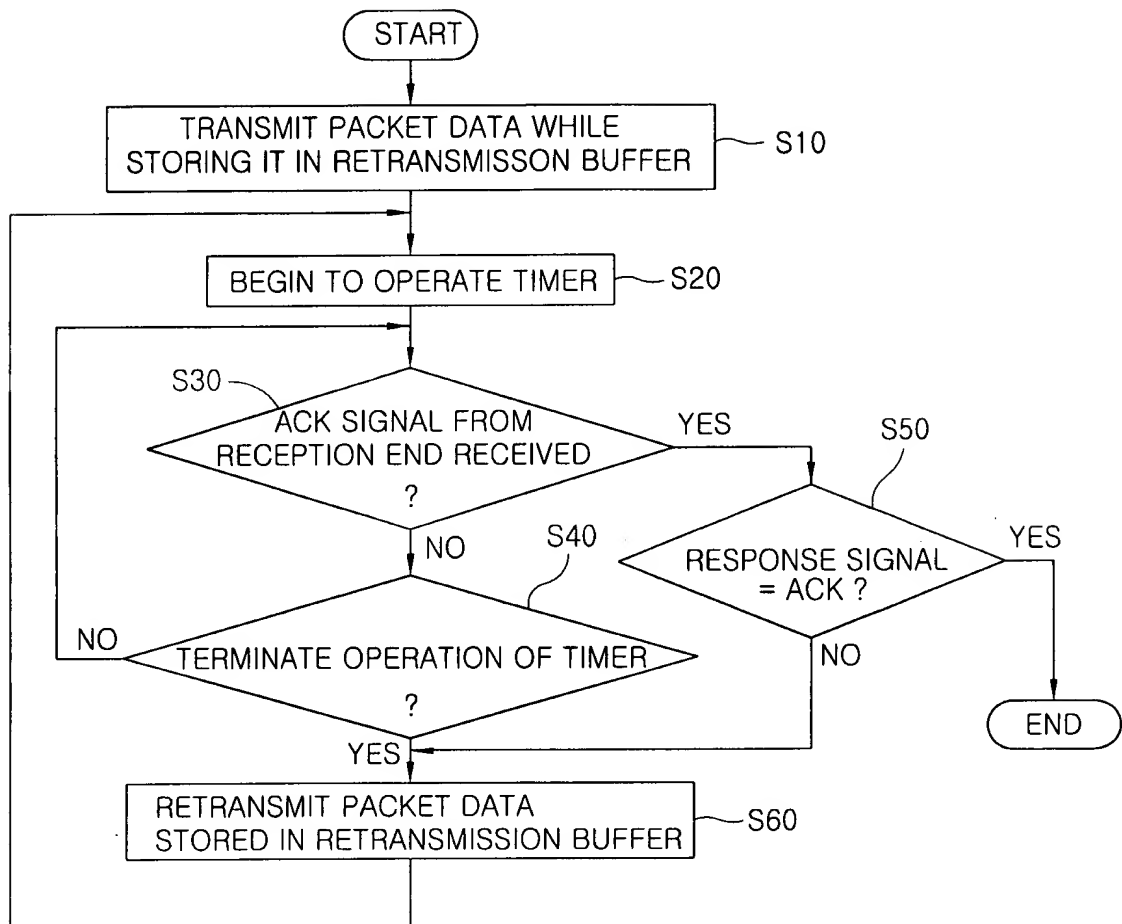 START
TRANSMIT PACKET DATA WHILE
STORING IT IN RETRANSMISSON BUFFER
S10
BEGIN TO OPERATE TIMER
S20
S30
ACK SIGNAL FROM
RECEPTION END RECEIVED
?
YES
S50
NO
S40
RESPONSE SIGNAL
= ACK ?
YES
NO
TERMINATE OPERATION OF TIMER
?
NO
END
YES
RETRANSMIT PACKET DATA
STORED IN RETRANSMISSION BUFFER
S60